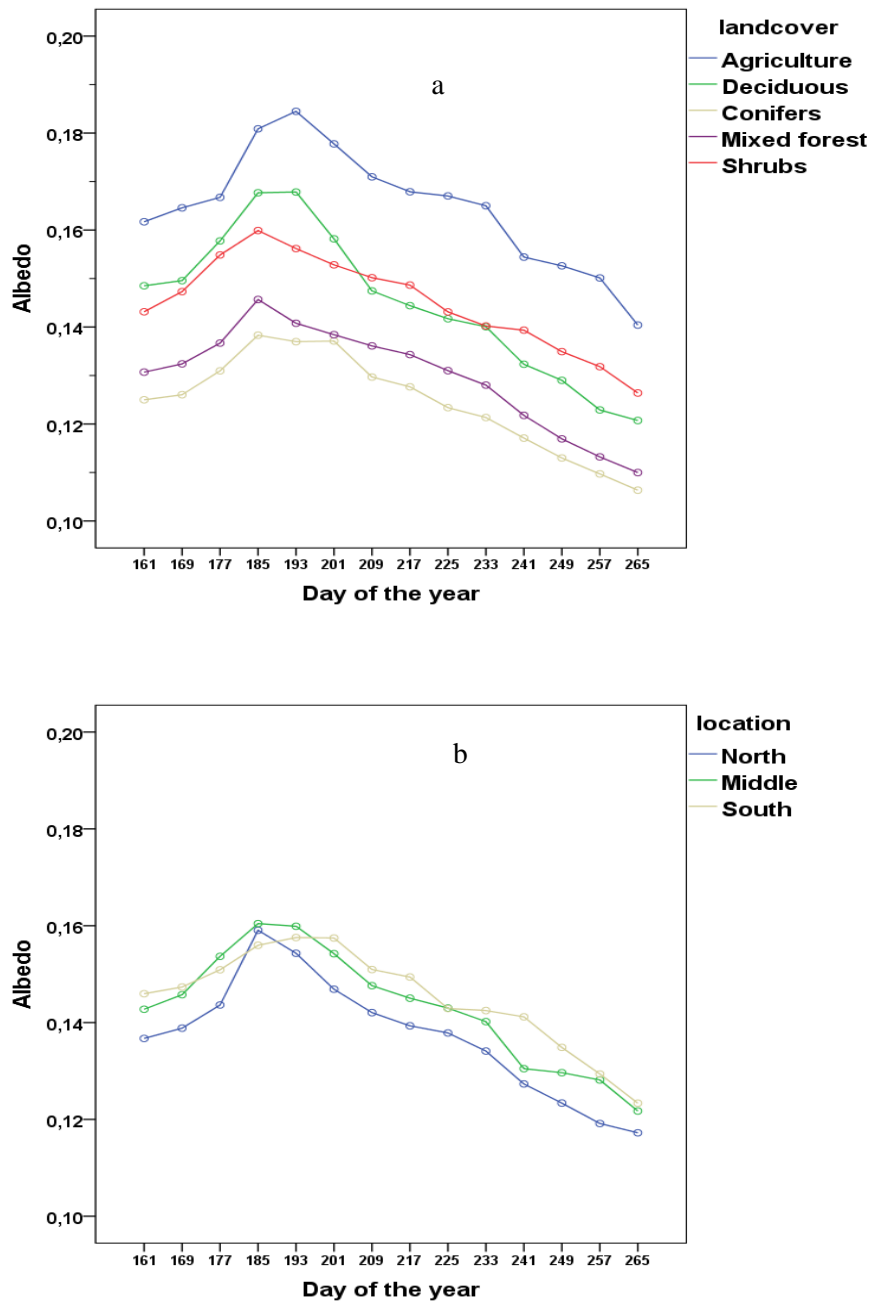 landcover
Agriculture
Deciduous
Conifers
Mixed forest
Shrubs
a
0,20
0,18
0,16
0,14
0,12
0,10
Albedo
161 169 177 185 193 201 209 217 225 233 241 249 257 265
Day of the year
location
North
Middle
South
b
0,20
0,18
0,16
0,14
0,12
0,10
Albedo
161 169 177 185 193 201 209 217 225 233 241 249 257 265
Day of the year